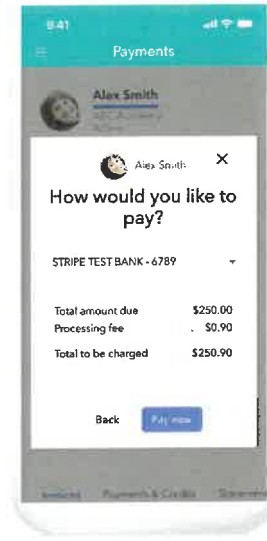 9:41
Payments
Alex Smith
Alex Smith X
How would you like to
pay?
STRIPE TEST BANK - 6789
Total amount due $250.00
Processing fee $0.90
Total to be charged $250.90
Back Pay now
Invoices Payments & Credits